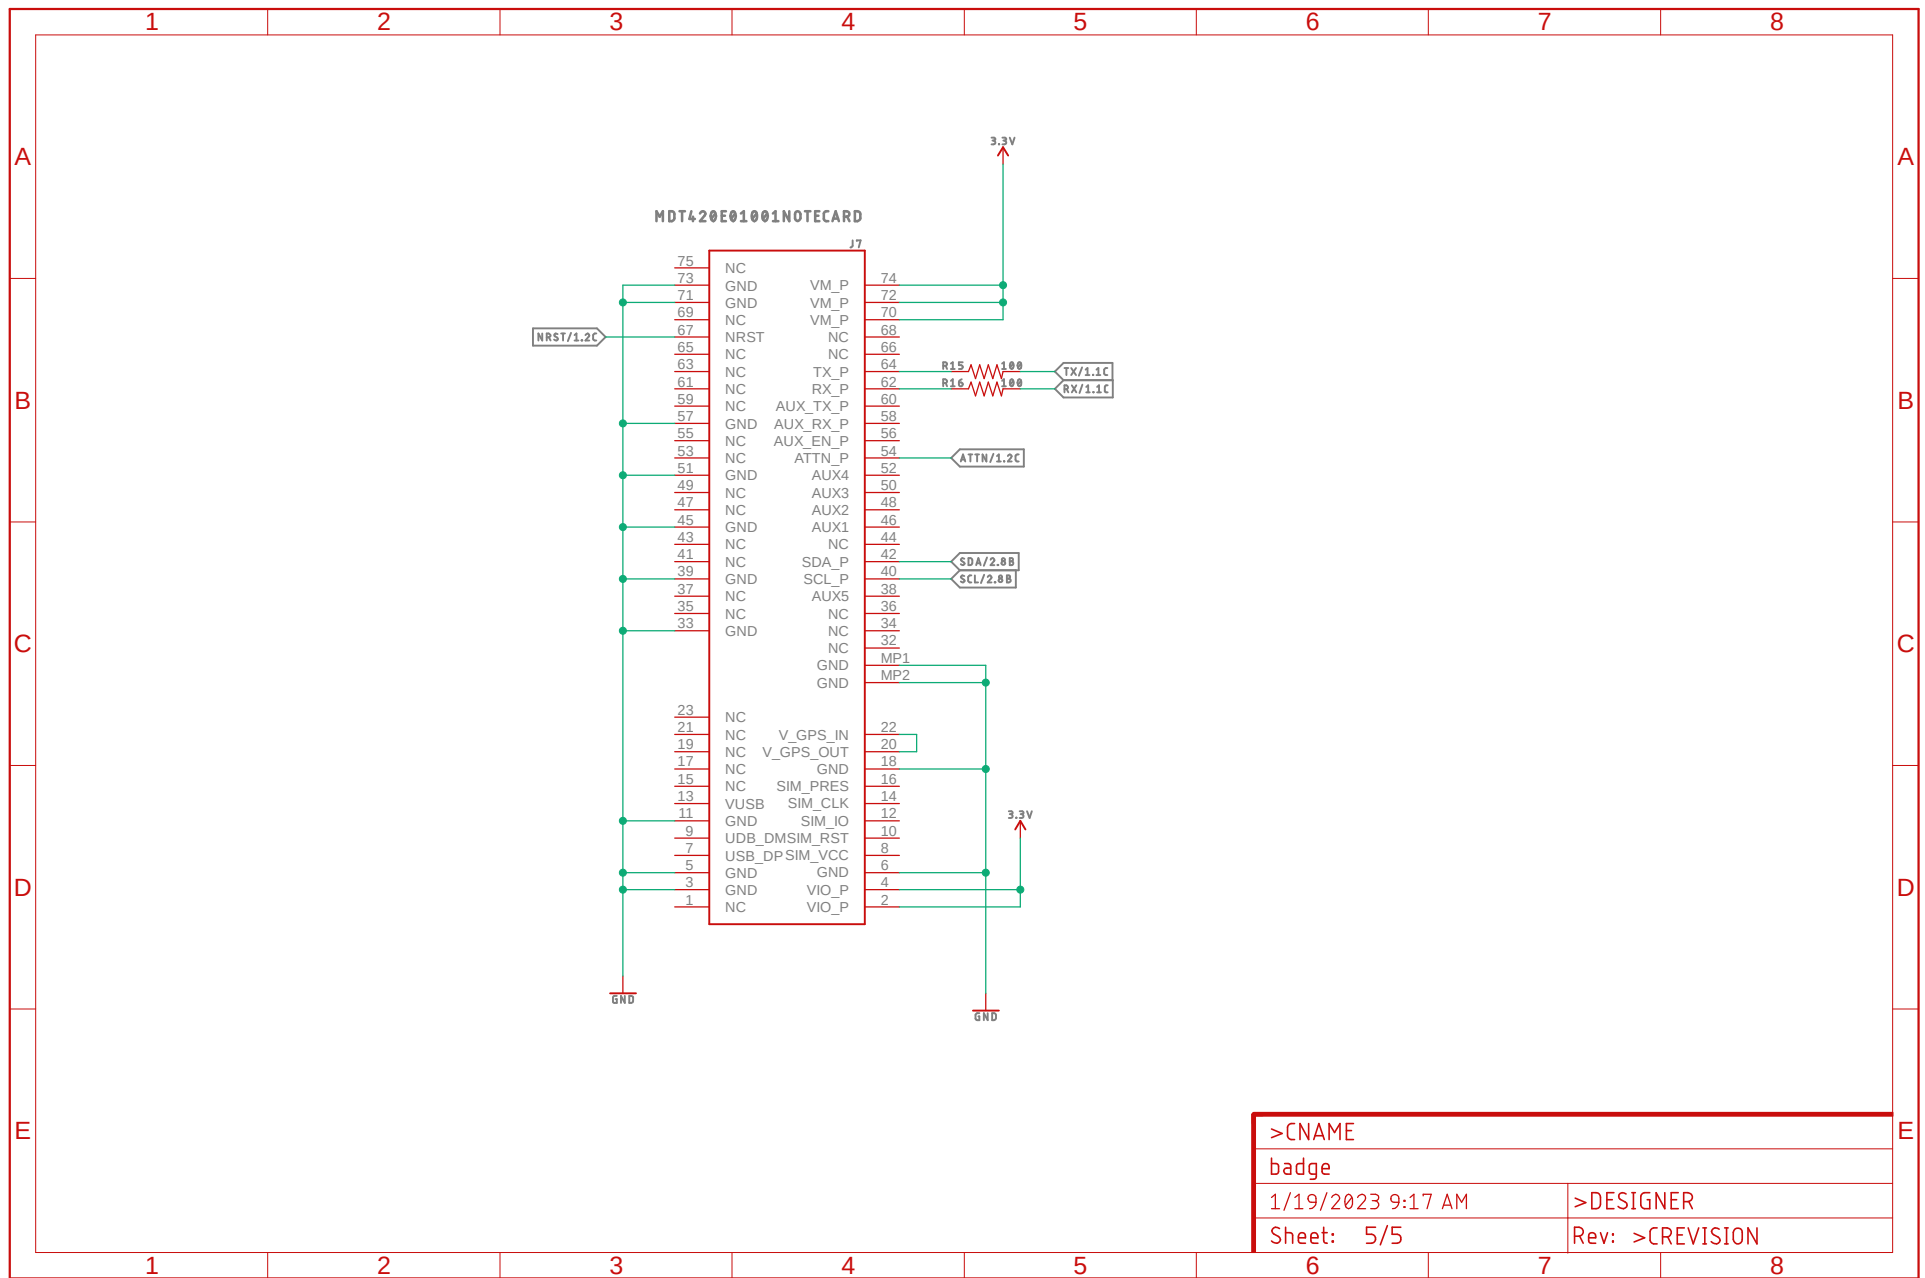 1 2 3 4 5 6 7 8
A A
3.3V
MDT420E01001NOTECARD
J7
75 NC
73 GND VM_P 74
71 GND VM_P 72
69 NC VM_P 70
NRST/1.2C 67 NRST NC 68
65 NC NC 66
63 NC TX_P 64 R15 100 TX/1.1C
61 NC RX_P 62 R16 100 RX/1.1C
B B
59 NC AUX_TX_P 60
57 GND AUX_RX_P 58
55 NC AUX_EN_P 56
53 NC ATTN_P 54 ATTN/1.2C
51 GND AUX4 52
49 NC AUX3 50
47 NC AUX2 48
45 GND AUX1 46
43 NC NC 44
41 NC SDA_P 42 SDA/2.8B
39 GND SCL_P 40 SCL/2.8B
37 NC AUX5 38
35 NC NC 36
33 GND NC 34
C C
NC 32
GND MP1
GND MP2
23 NC
21 NC V_GPS_IN 22
19 NC V_GPS_OUT 20
17 NC GND 18
15 NC SIM_PRES 16
13 VUSB SIM_CLK 14
3.3V
11 GND SIM_IO 12
9 UDB_DM SIM_RST 10
7 USB_DP SIM_VCC 8
5 GND GND 6
D D
3 GND VIO_P 4
1 NC VIO_P 2
GND
GND
E E
>CNAME
badge
1/19/2023 9:17 AM >DESIGNER
Sheet: 5/5 Rev: >CREVISION
1 2 3 4 5 6 7 8